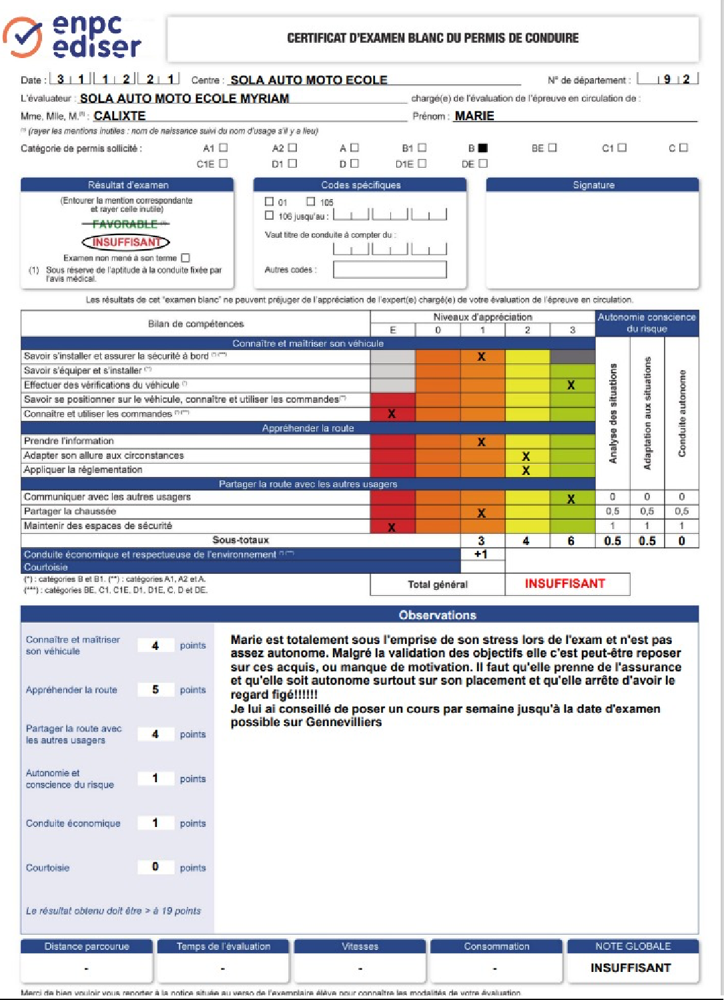 enpc
ediser
CERTIFICAT D'EXAMEN BLANC DU PERMIS DE CONDUIRE
Date : 3 1 1 2 2 1 Centre : SOLA AUTO MOTO ECOLE N° de département : 9 2
L'évaluateur : SOLA AUTO MOTO ECOLE MYRIAM chargé(e) de l'évaluation de l'épreuve en circulation de :
Mme, Mlle, M.(*) : CALIXTE Prénom : MARIE
(*) (rayer les mentions inutiles : nom de naissance suivi du nom d'usage s'il y a lieu)
Catégorie de permis sollicité : A1 A2 A B1 B BE C1 C
C1E D1 D D1E DE
Résultat d'examen Codes spécifiques Signature
(Entourer la mention correspondante
et rayer celle inutile)
FAVORABLE (1)
INSUFFISANT
Examen non mené à son terme
(1) Sous réserve de l'aptitude à la conduite fixée par
l'avis médical.
01 105
106 jusqu'au :
Vaut titre de conduite à compter du :
Autres codes :
Les résultats de cet "examen blanc" ne peuvent préjuger de l'appréciation de l'expert(e) chargé(e) de votre évaluation de l'épreuve en circulation.
Bilan de compétences Niveaux d'appréciation Autonomie conscience
du risque
E 0 1 2 3
Connaître et maîtriser son véhicule
Savoir s'installer et assurer la sécurité à bord (*) (***) X
Savoir s'équiper et s'installer (**)
Effectuer des vérifications du véhicule (*) X
Savoir se positionner sur le véhicule, connaître et utiliser les commandes(**)
Connaître et utiliser les commandes (*) (***) X
Analyse des situations
Adaptation aux situations
Conduite autonome
Appréhender la route
Prendre l'information X
Adapter son allure aux circonstances X
Appliquer la réglementation X
Partager la route avec les autres usagers
Communiquer avec les autres usagers X 0 0 0
Partager la chaussée X 0,5 0,5 0,5
Maintenir des espaces de sécurité X 1 1 1
Sous-totaux 3 4 6 0.5 0.5 0
Conduite économique et respectueuse de l'environnement (*) (***) +1
Courtoisie
(*) : catégories B et B1. (**) : catégories A1, A2 et A.
(***) : catégories BE, C1, C1E, D1, D1E, C, D et DE.
Total général INSUFFISANT
Observations
Connaître et maîtriser
son véhicule 4 points
Appréhender la route 5 points
Partager la route avec
les autres usagers 4 points
Autonomie et
conscience du risque 1 points
Conduite économique 1 points
Courtoisie 0 points
Le résultat obtenu doit être > à 19 points
Marie est totalement sous l'emprise de son stress lors de l'exam et n'est pas
assez autonome. Malgré la validation des objectifs elle c'est peut-être reposer
sur ces acquis, ou manque de motivation. Il faut qu'elle prenne de l'assurance
et qu'elle soit autonome surtout sur son placement et qu'elle arrête d'avoir le
regard figé!!!!!!
Je lui ai conseillé de poser un cours par semaine jusqu'à la date d'examen
possible sur Gennevilliers
Distance parcourue Temps de l'évaluation Vitesses Consommation NOTE GLOBALE
- - - - INSUFFISANT
Merci de bien vouloir vous reporter à la notice située au verso de l'exemplaire élève pour connaître les modalités de votre évaluation